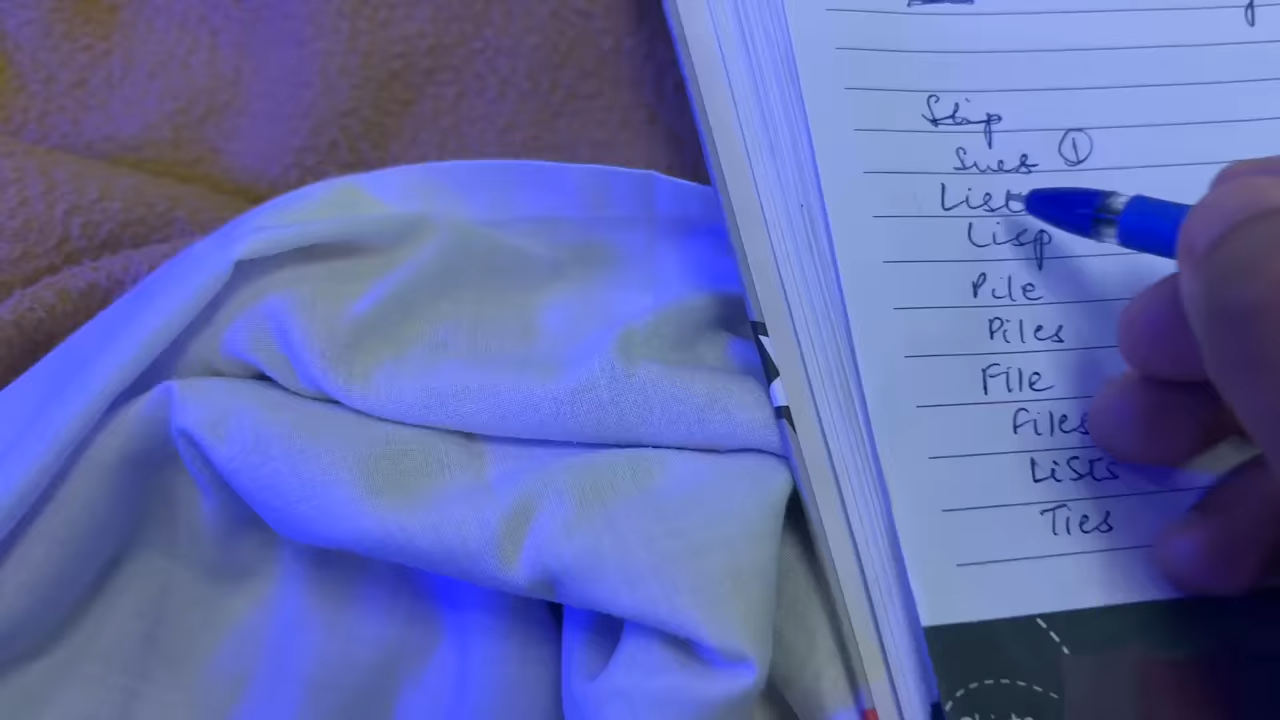 Slip
Sues ①
List
Lisp
Pile
Piles
File
Files
Lists
Ties